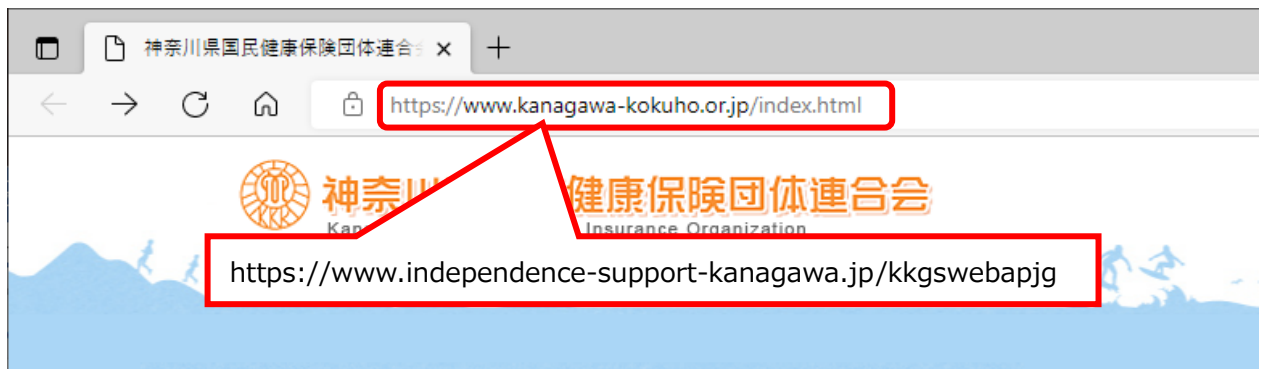 神奈川県国民健康保険団体連合会
https://www.kanagawa-kokuho.or.jp/index.html
神奈川 健康保険団体連合会
Insurance Organization
https://www.independence-support-kanagawa.jp/kkgswebapjg